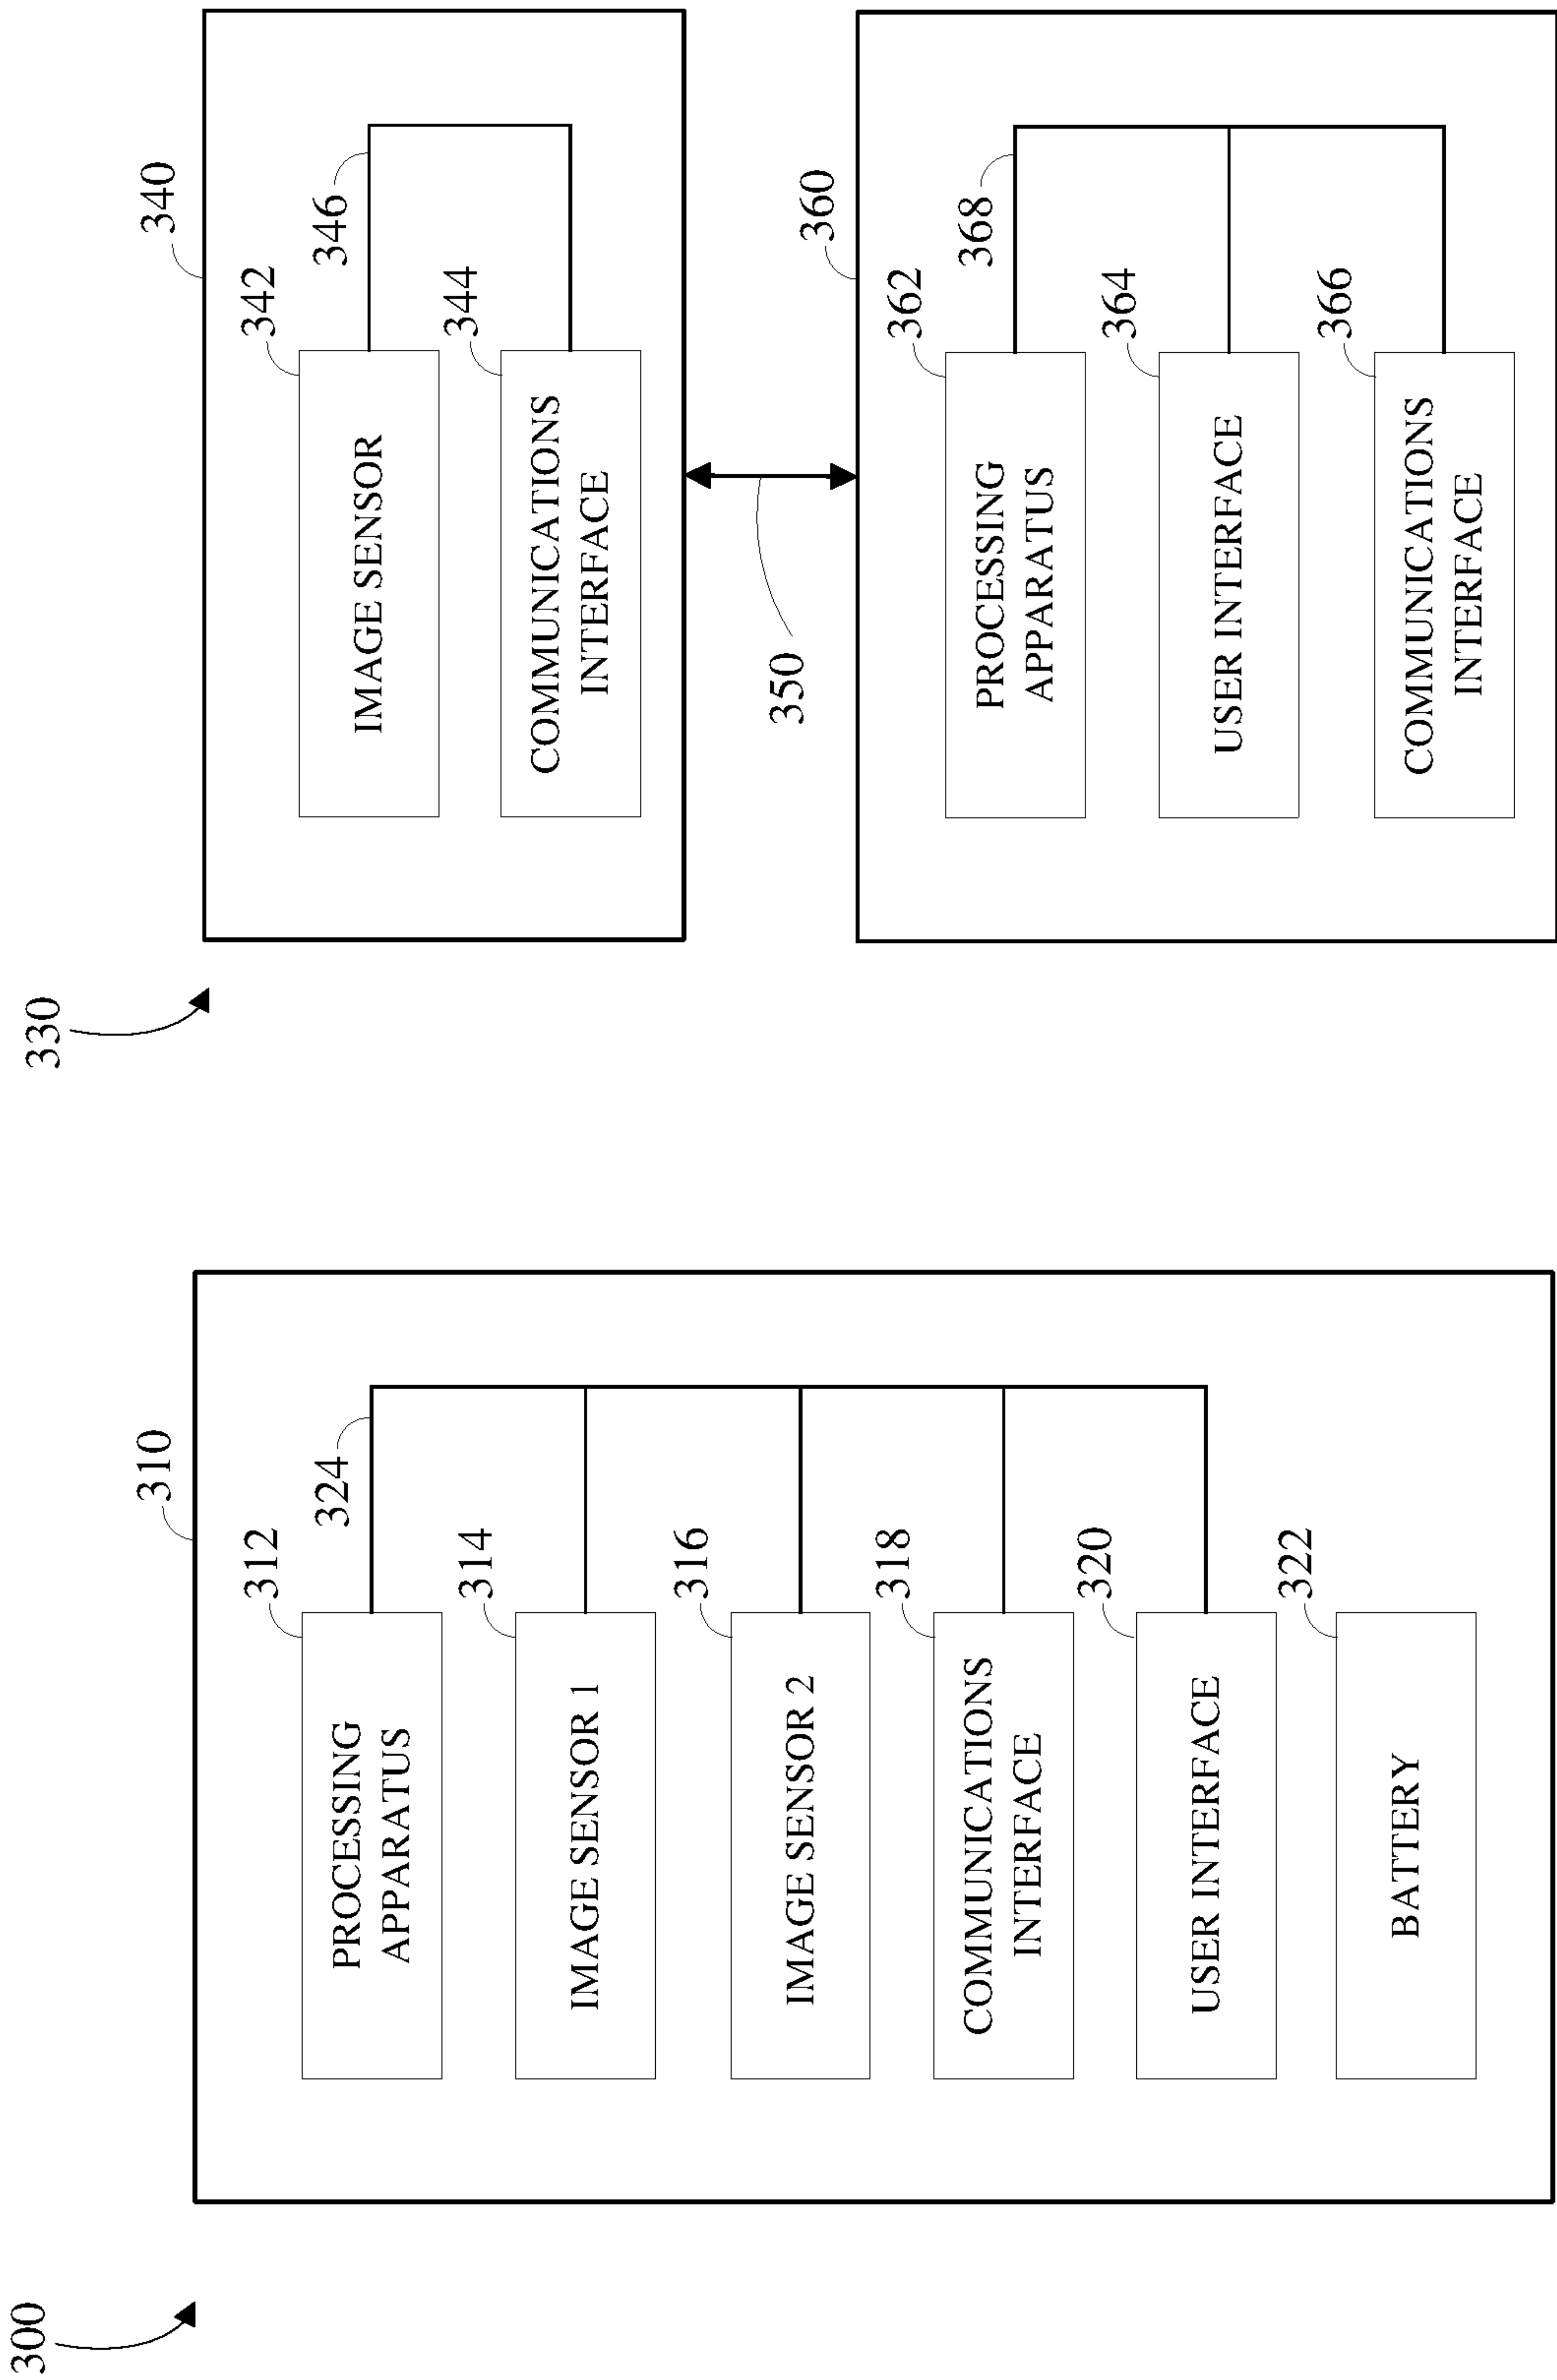 300
310
312
PROCESSING
APPARATUS
324
314
IMAGE SENSOR 1
316
IMAGE SENSOR 2
318
COMMUNICATIONS
INTERFACE
320
USER INTERFACE
322
BATTERY
330
340
342
IMAGE SENSOR
346
344
COMMUNICATIONS
INTERFACE
350
360
362
PROCESSING
APPARATUS
368
364
USER INTERFACE
366
COMMUNICATIONS
INTERFACE